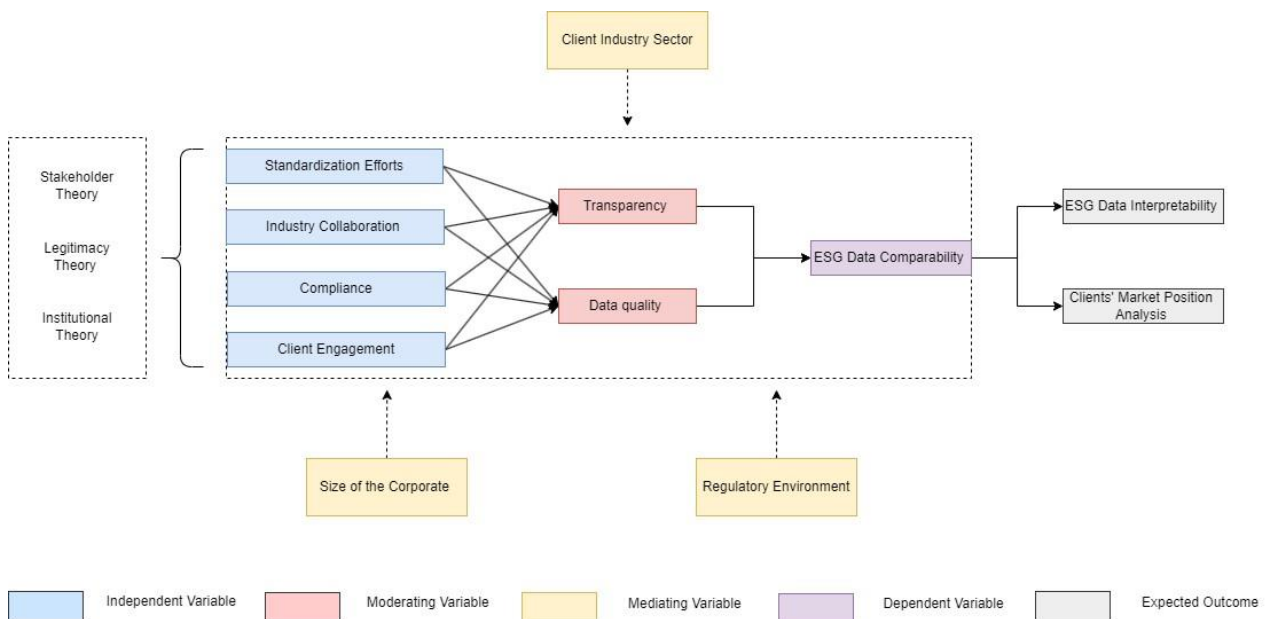 Client Industry Sector
Stakeholder
Theory
Legitimacy
Theory
Institutional
Theory
Standardization Efforts
Industry Collaboration
Compliance
Client Engagement
Transparency
Data quality
ESG Data Comparability
ESG Data Interpretability
Clients' Market Position
Analysis
Size of the Corporate
Regulatory Environment
Independent Variable
Moderating Variable
Mediating Variable
Dependent Variable
Expected Outcome